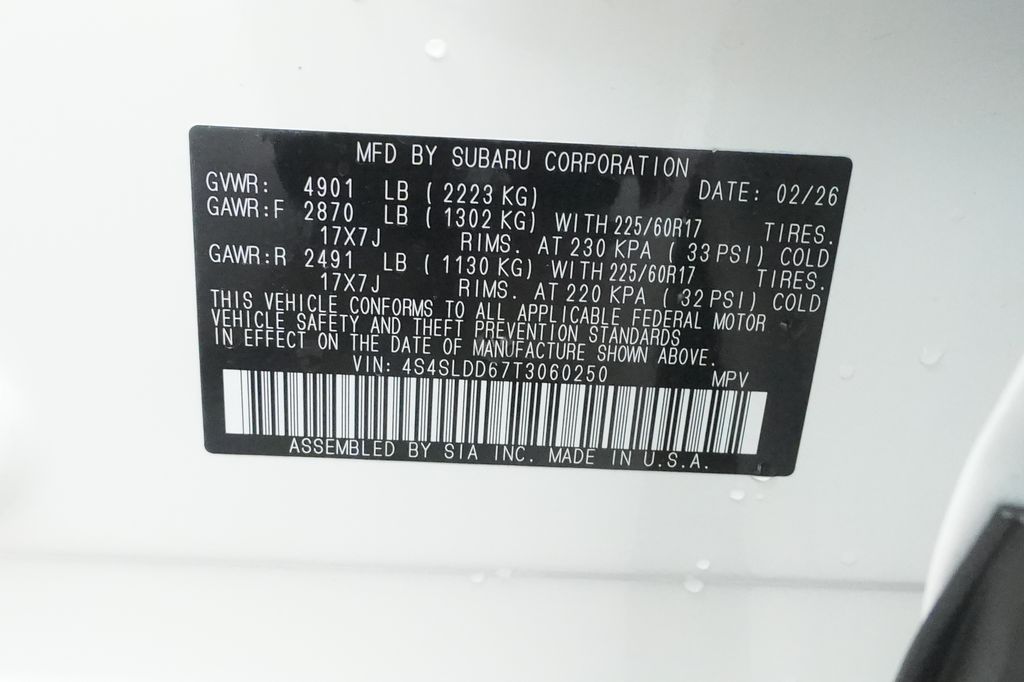 MFD BY SUBARU CORPORATION
GVWR: 4901 LB ( 2223 KG) DATE: 02/26
GAWR:F 2870 LB ( 1302 KG) WITH 225/60R17 TIRES.
17X7J RIMS. AT 230 KPA ( 33 PSI) COLD
GAWR:R 2491 LB ( 1130 KG) WITH 225/60R17 TIRES.
17X7J RIMS. AT 220 KPA ( 32 PSI) COLD
THIS VEHICLE CONFORMS TO ALL APPLICABLE FEDERAL MOTOR
VEHICLE SAFETY AND THEFT PREVENTION STANDARDS
IN EFFECT ON THE DATE OF MANUFACTURE SHOWN ABOVE.
VIN: 4S4SLDD67T3060250 MPV
ASSEMBLED BY SIA INC. MADE IN U.S.A.